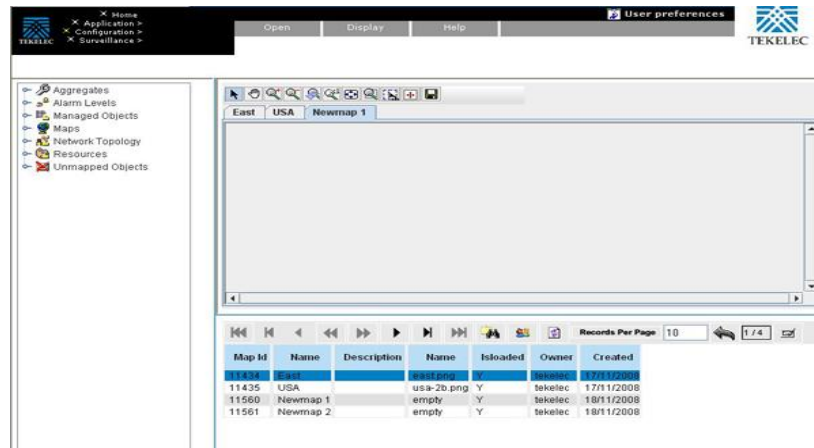 Home
Application >
Configuration >
Surveillance >
TEKELEC
Open Display Help
User preferences
TEKELEC
Aggregates
Alarm Levels
Managed Objects
Maps
Network Topology
Resources
Unmapped Objects
East USA Newmap 1
Records Per Page 10 1 / 4
Map Id Name Description Name Isloaded Owner Created
11434 East east.png Y tekelec 17/11/2008
11435 USA usa-2b.png Y tekelec 17/11/2008
11560 Newmap 1 empty Y tekelec 18/11/2008
11561 Newmap 2 empty Y tekelec 18/11/2008